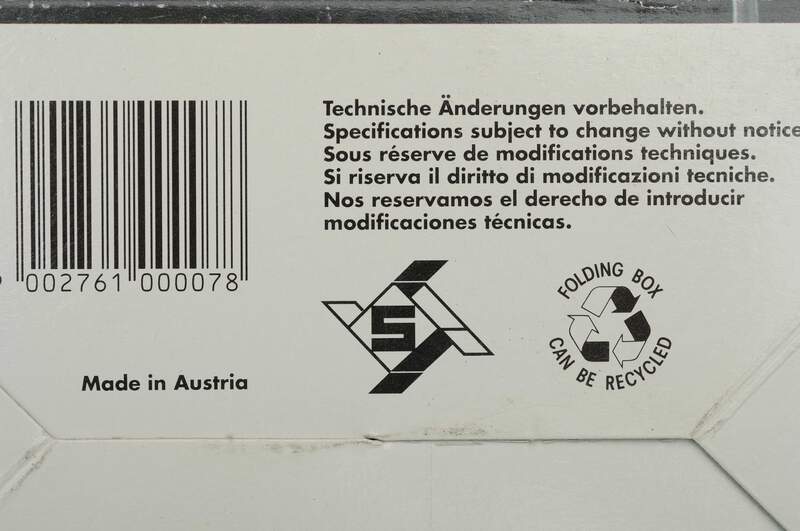 Technische Änderungen vorbehalten.
Specifications subject to change without notice
Sous réserve de modifications techniques.
Si riserva il diritto di modificazioni tecniche.
Nos reservamos el derecho de introducir
modificaciones técnicas.
002761 000078
S
FOLDING BOX
CAN BE RECYCLED
Made in Austria